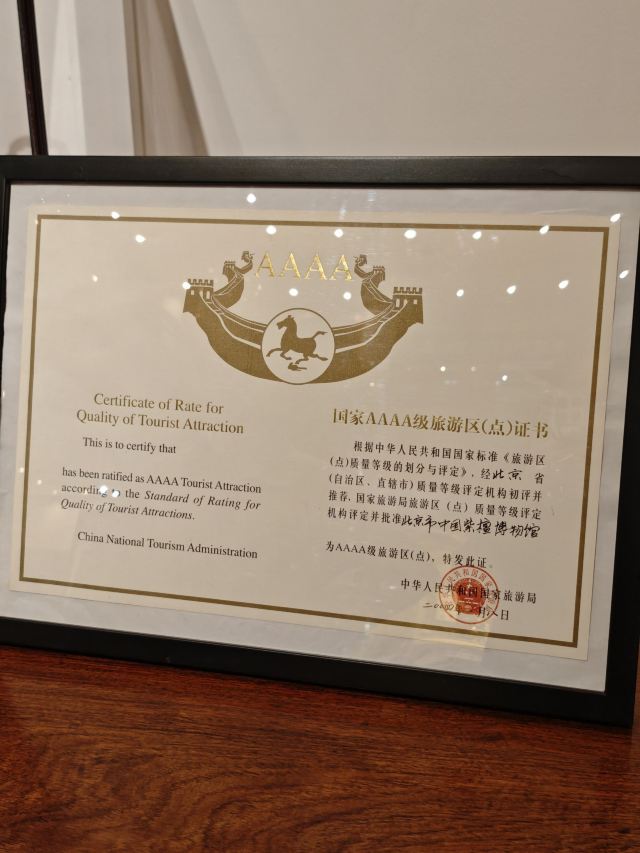 AAAA
Certificate of Rate for
Quality of Tourist Attraction
This is to certify that
has been ratified as AAAA Tourist Attraction
according to the Standard of Rating for
Quality of Tourist Attractions.
China National Tourism Administration
国家AAAA级旅游区(点)证书
根据中华人民共和国国家标准《旅游区
(点)质量等级的划分与评定》，经北京省
(自治区、直辖市)质量等级评定机构初评并
推荐，国家旅游局旅游区（点）质量等级评定
机构评定并批准北京市中国紫檀博物馆
为AAAA级旅游区(点)，特发此证。
中华人民共和国国家旅游局
月八日